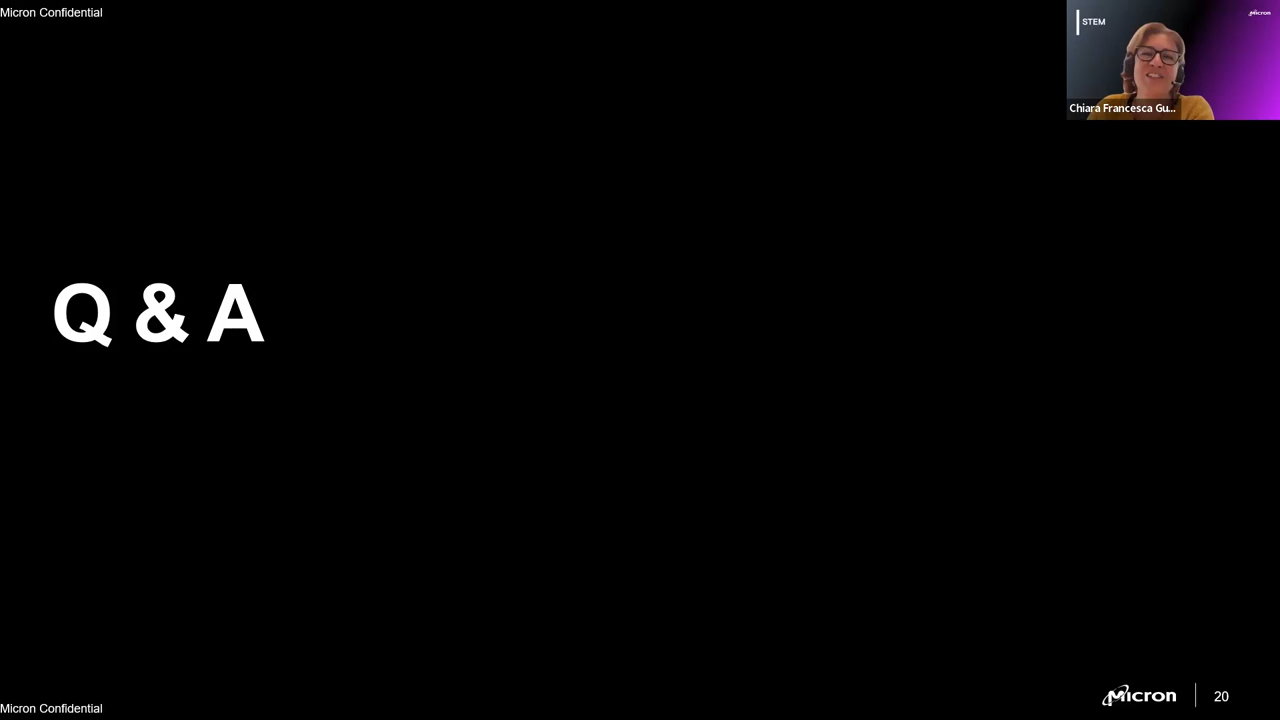 Micron Confidential
STEM
Micron
Chiara Francesca Gu...
Q & A
Micron
20
Micron Confidential